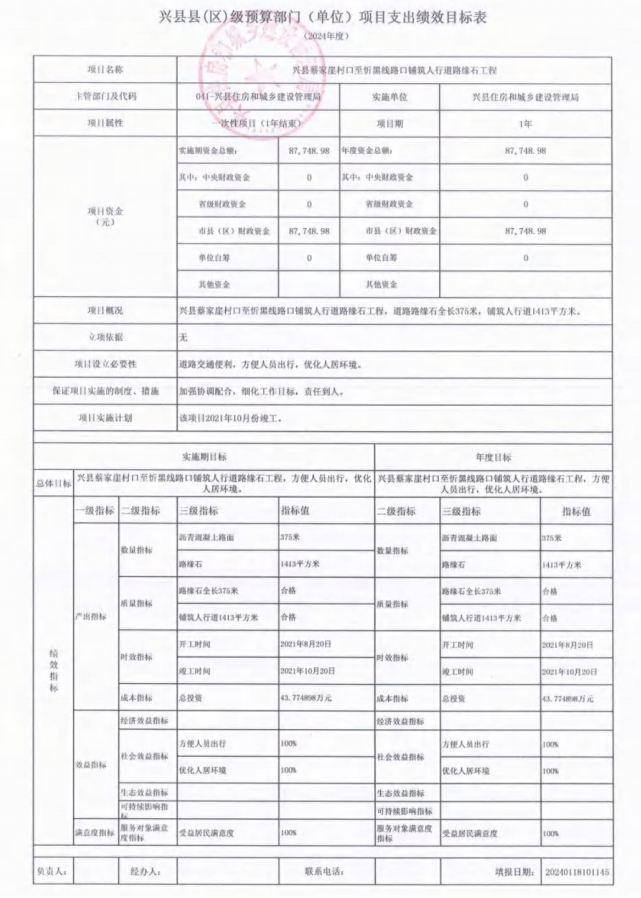 兴县县(区)级预算部门（单位）项目支出绩效目标表
（2024年度）
项目名称 兴县蔡家崖村口至忻黑线路口铺筑人行道路缘石工程
主管部门及代码 041-兴县住房和城乡建设管理局 实施单位 兴县住房和城乡建设管理局
项目属性 一次性项目（1年结束） 项目期 1年
项目资金（元） 实施期资金总额： 87,748.98 年度资金总额： 87,748.98
其中：中央财政资金 0 其中：中央财政资金 0
省级财政资金 0 省级财政资金 0
市县（区）财政资金 87,748.98 市县（区）财政资金 87,748.98
单位自筹 0 单位自筹 0
其他资金 其他资金
项目概况 兴县蔡家崖村口至忻黑线路口铺筑人行道路缘石工程，道路路缘石全长375米，铺筑人行道1413平方米。
立项依据 无
项目设立必要性 道路交通便利，方便人员出行，优化人居环境。
保证项目实施的制度、措施 加强协调配合，细化工作目标，责任到人。
项目实施计划 该项目2021年10月份竣工。
实施期目标 年度目标
总体目标 兴县蔡家崖村口至忻黑线路口铺筑人行道路缘石工程，方便人员出行，优化人居环境。 兴县蔡家崖村口至忻黑线路口铺筑人行道路缘石工程，方便人员出行，优化人居环境。
绩效指标 一级指标 二级指标 三级指标 指标值 二级指标 三级指标 指标值
产出指标 数量指标 沥青混凝土路面 375米 数量指标 沥青混凝土路面 375米
路缘石 1413平方米 路缘石 1413平方米
质量指标 路缘石全长375米 合格 质量指标 路缘石全长375米 合格
铺筑人行道1413平方米 合格 铺筑人行道1413平方米 合格
时效指标 开工时间 2021年8月20日 时效指标 开工时间 2021年8月20日
竣工时间 2021年10月20日 竣工时间 2021年10月20日
成本指标 总投资 43.774898万元 成本指标 总投资 43.774898万元
效益指标 经济效益指标 经济效益指标
社会效益指标 方便人员出行 100% 社会效益指标 方便人员出行 100%
优化人居环境 100% 优化人居环境 100%
生态效益指标 生态效益指标
可持续影响指标 可持续影响指标
满意度指标 服务对象满意度指标 受益居民满意度 100% 服务对象满意度指标 受益居民满意度 100%
负责人： 经办人： 联系电话： 填报日期： 20240118101145